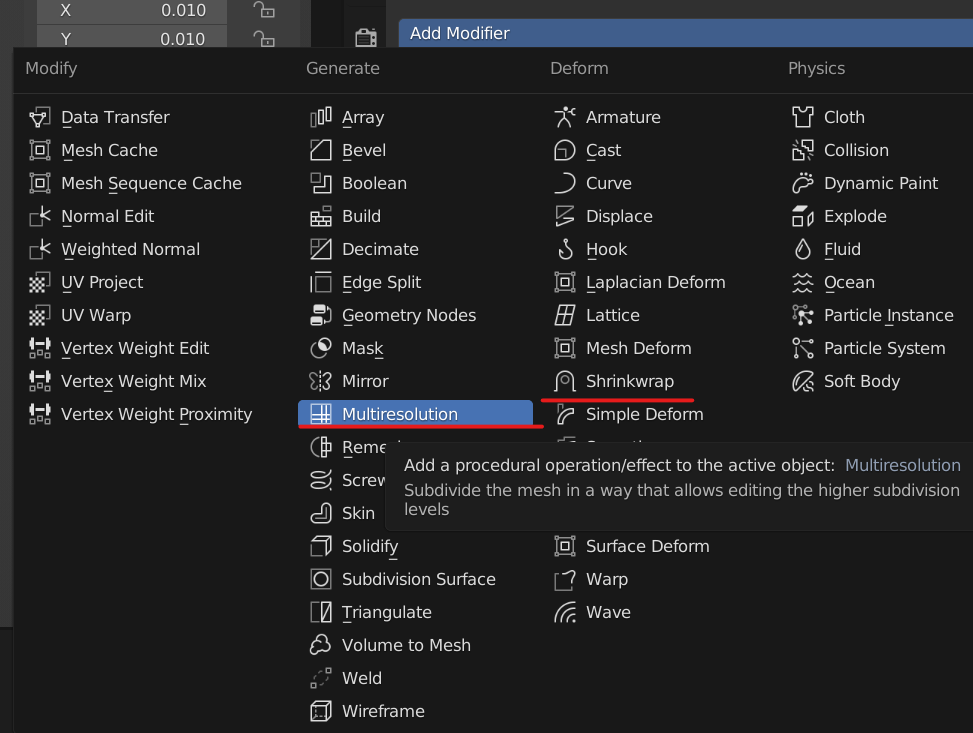 X 0.010
Y 0.010
Add Modifier
Modify
Data Transfer
Mesh Cache
Mesh Sequence Cache
Normal Edit
Weighted Normal
UV Project
UV Warp
Vertex Weight Edit
Vertex Weight Mix
Vertex Weight Proximity
Generate
Array
Bevel
Boolean
Build
Decimate
Edge Split
Geometry Nodes
Mask
Mirror
Multiresolution
Screw
Skin
Solidify
Subdivision Surface
Triangulate
Volume to Mesh
Weld
Wireframe
Deform
Armature
Cast
Curve
Displace
Hook
Laplacian Deform
Lattice
Mesh Deform
Shrinkwrap
Simple Deform
Surface Deform
Warp
Wave
Physics
Cloth
Collision
Dynamic Paint
Explode
Fluid
Ocean
Particle Instance
Particle System
Soft Body
Add a procedural operation/effect to the active object: Multiresolution
Subdivide the mesh in a way that allows editing the higher subdivision
levels